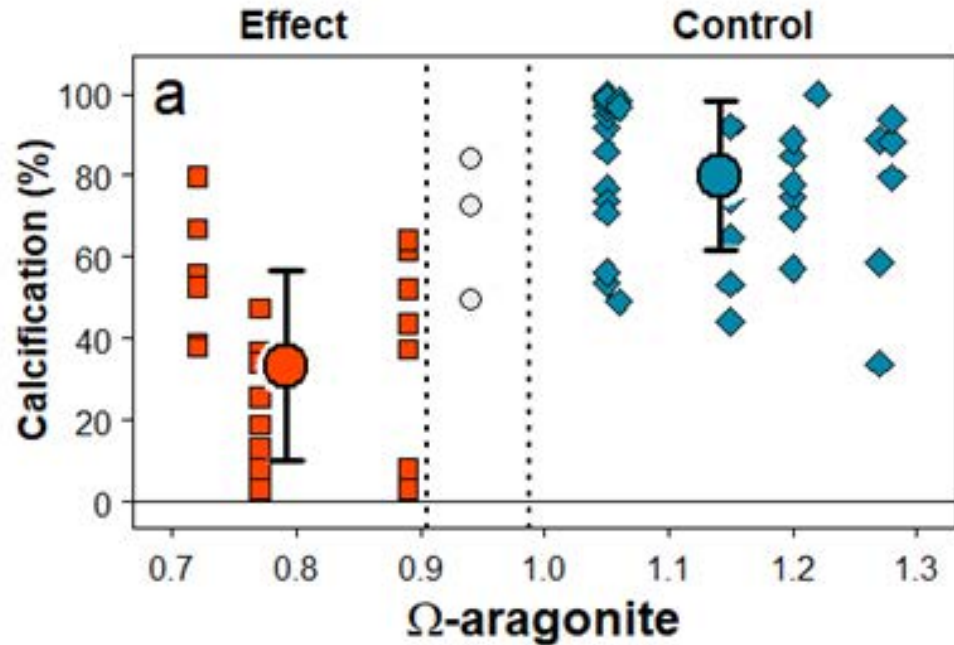 Effect Control
a
Calcification (%)
100
80
60
40
20
0
0.7 0.8 0.9 1.0 1.1 1.2 1.3
Ω-aragonite